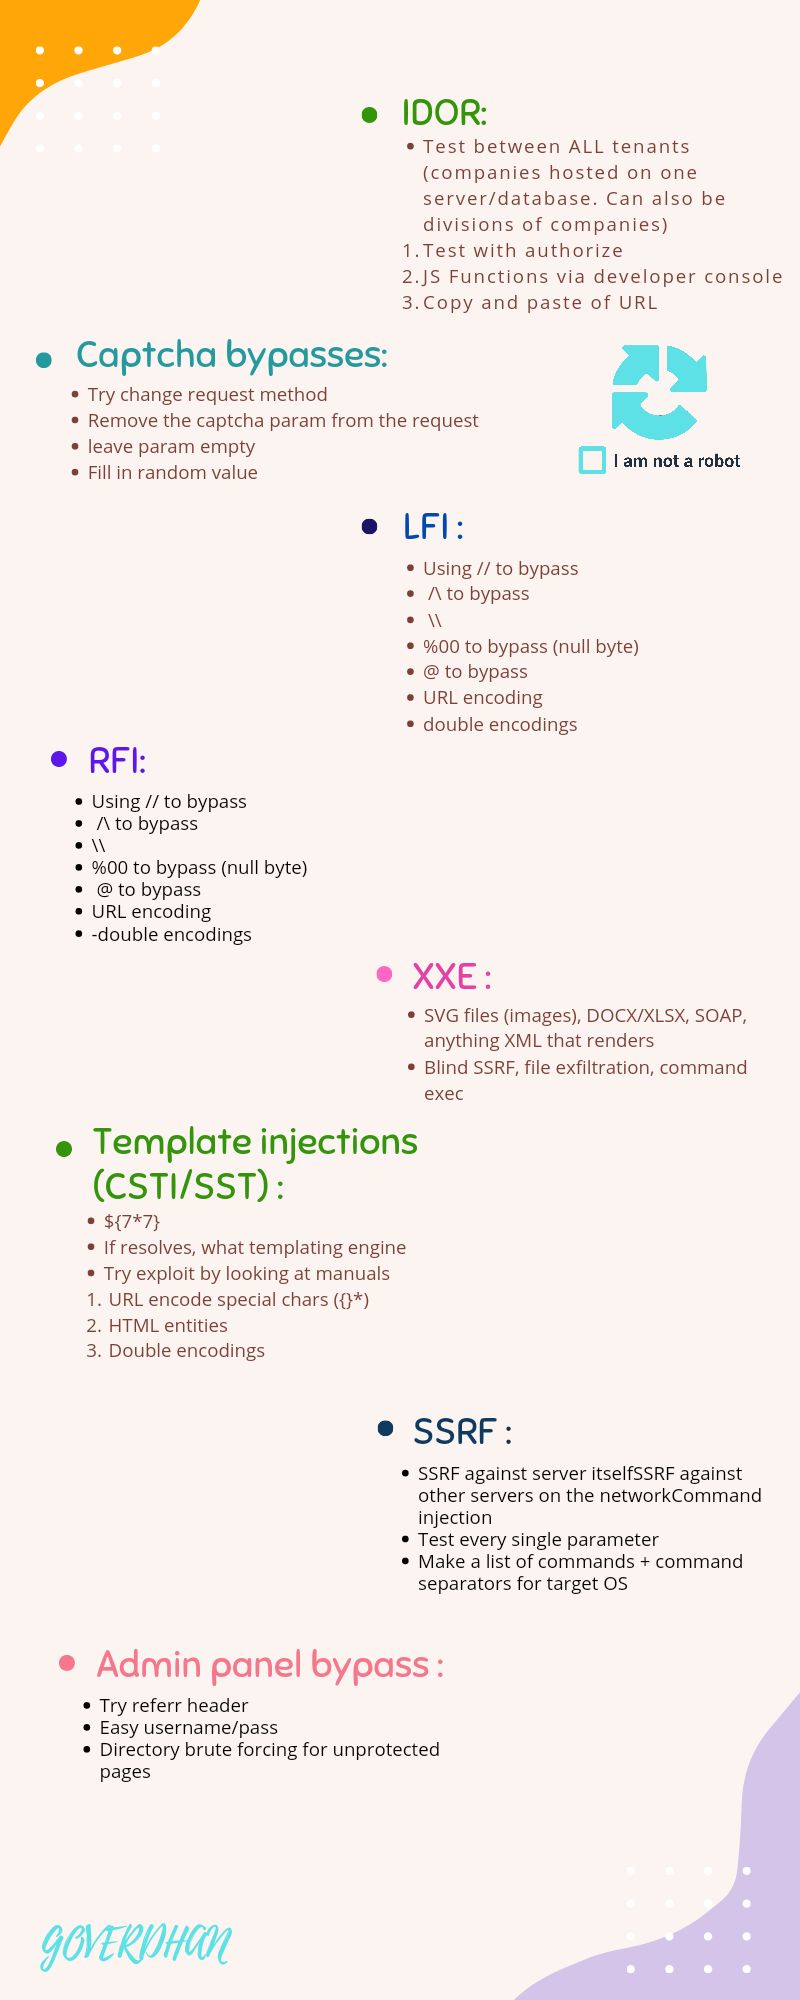 IDOR:
Test between ALL tenants
(companies hosted on one
server/database. Can also be
divisions of companies)
1. Test with authorize
2. JS Functions via developer console
3. Copy and paste of URL
Captcha bypasses:
Try change request method
Remove the captcha param from the request
leave param empty
Fill in random value
I am not a robot
LFI :
Using // to bypass
/\ to bypass
\\
%00 to bypass (null byte)
@ to bypass
URL encoding
double encodings
RFI:
Using // to bypass
/\ to bypass
\\
%00 to bypass (null byte)
@ to bypass
URL encoding
-double encodings
XXE :
SVG files (images), DOCX/XLSX, SOAP,
anything XML that renders
Blind SSRF, file exfiltration, command
exec
Template injections
(CSTI/SST) :
${7*7}
If resolves, what templating engine
Try exploit by looking at manuals
1. URL encode special chars ({}*)
2. HTML entities
3. Double encodings
SSRF :
SSRF against server itselfSSRF against
other servers on the networkCommand
injection
Test every single parameter
Make a list of commands + command
separators for target OS
Admin panel bypass :
Try referr header
Easy username/pass
Directory brute forcing for unprotected
pages
GOVERDHAN